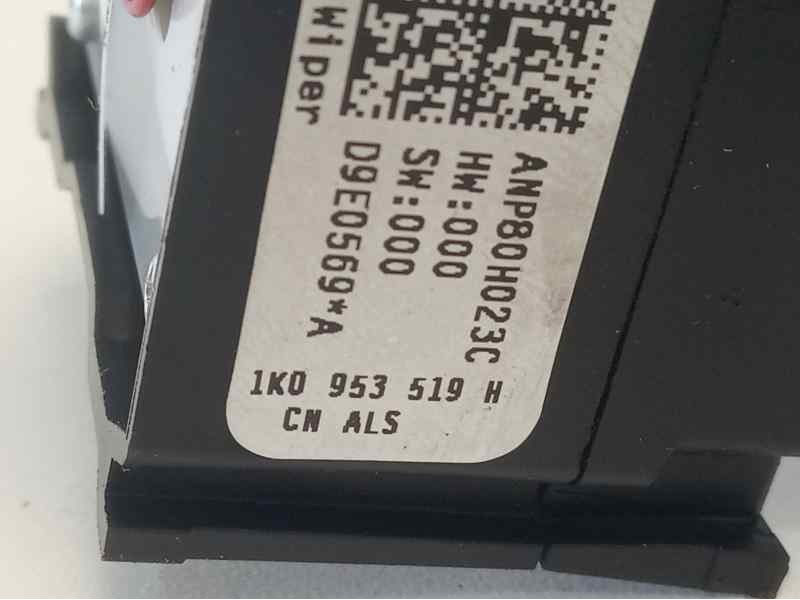 Wiper
ANP80H023C
HW:000
SW:000
D9E0569*A
1K0 953 519 H
CN ALS